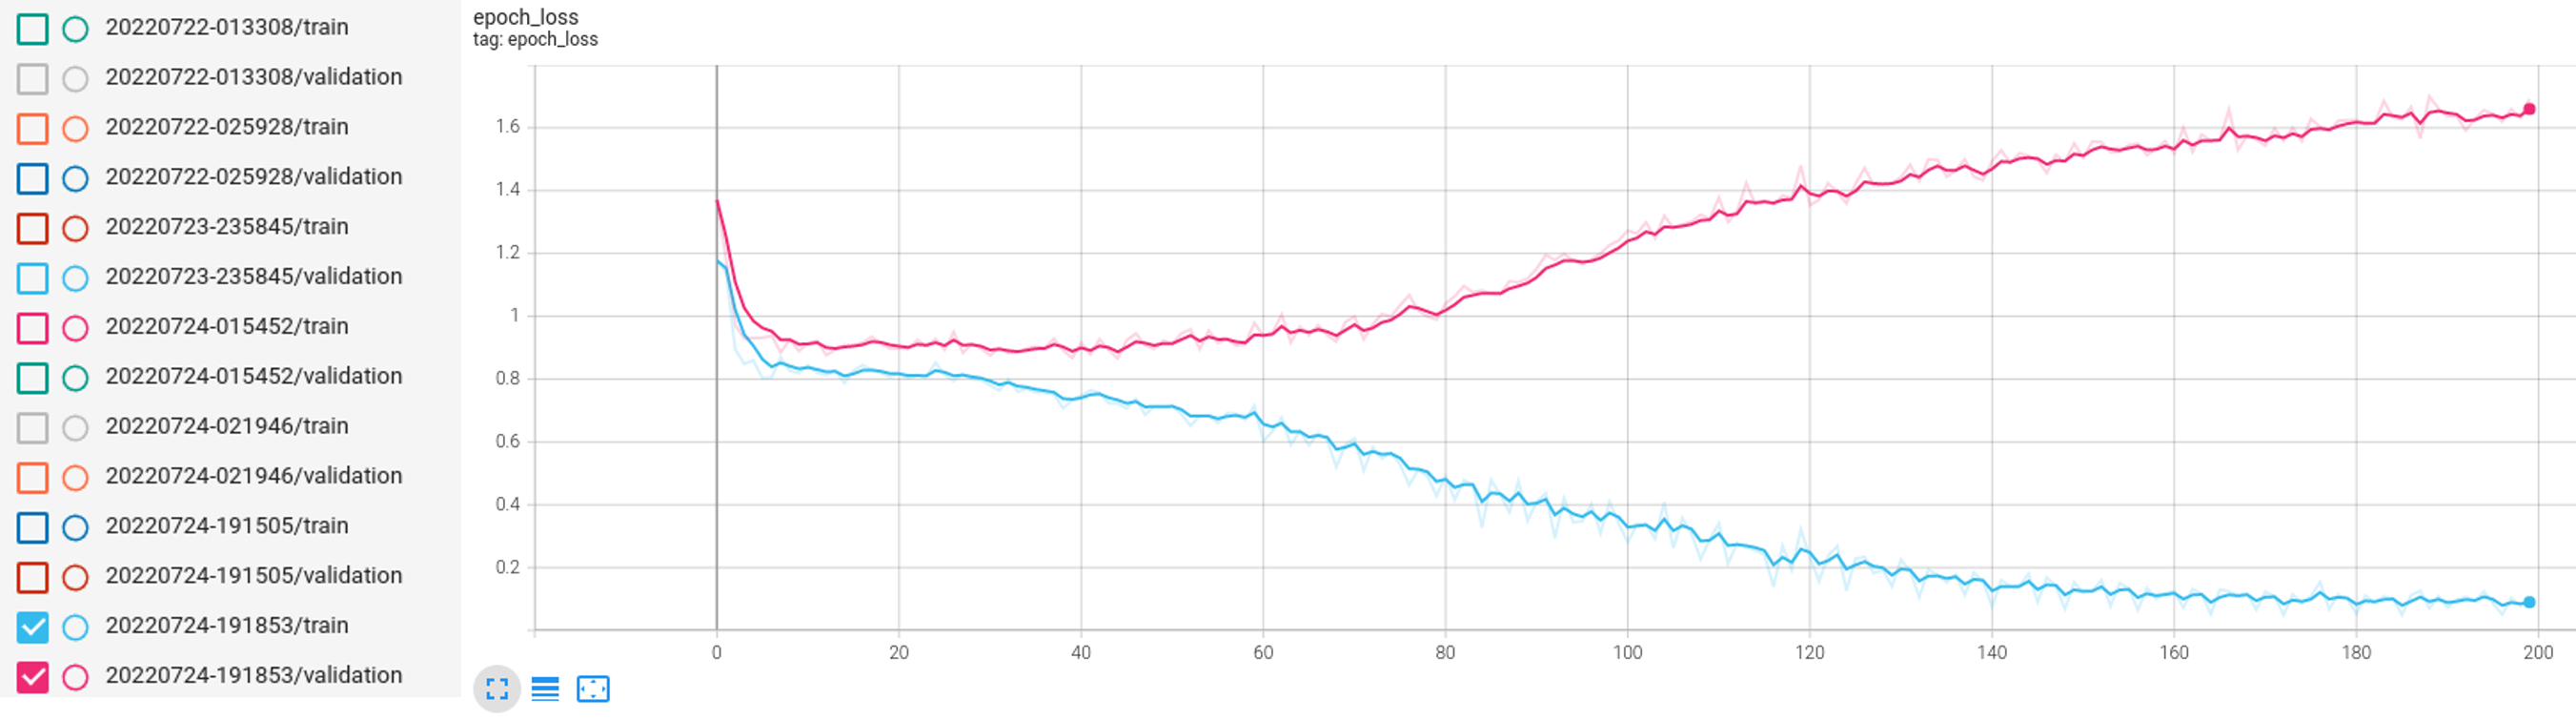 20220722-013308/train
20220722-013308/validation
20220722-025928/train
20220722-025928/validation
20220723-235845/train
20220723-235845/validation
20220724-015452/train
20220724-015452/validation
20220724-021946/train
20220724-021946/validation
20220724-191505/train
20220724-191505/validation
20220724-191853/train
20220724-191853/validation
epoch_loss
tag: epoch_loss
1.6
1.4
1.2
1
0.8
0.6
0.4
0.2
0 20 40 60 80 100 120 140 160 180 200